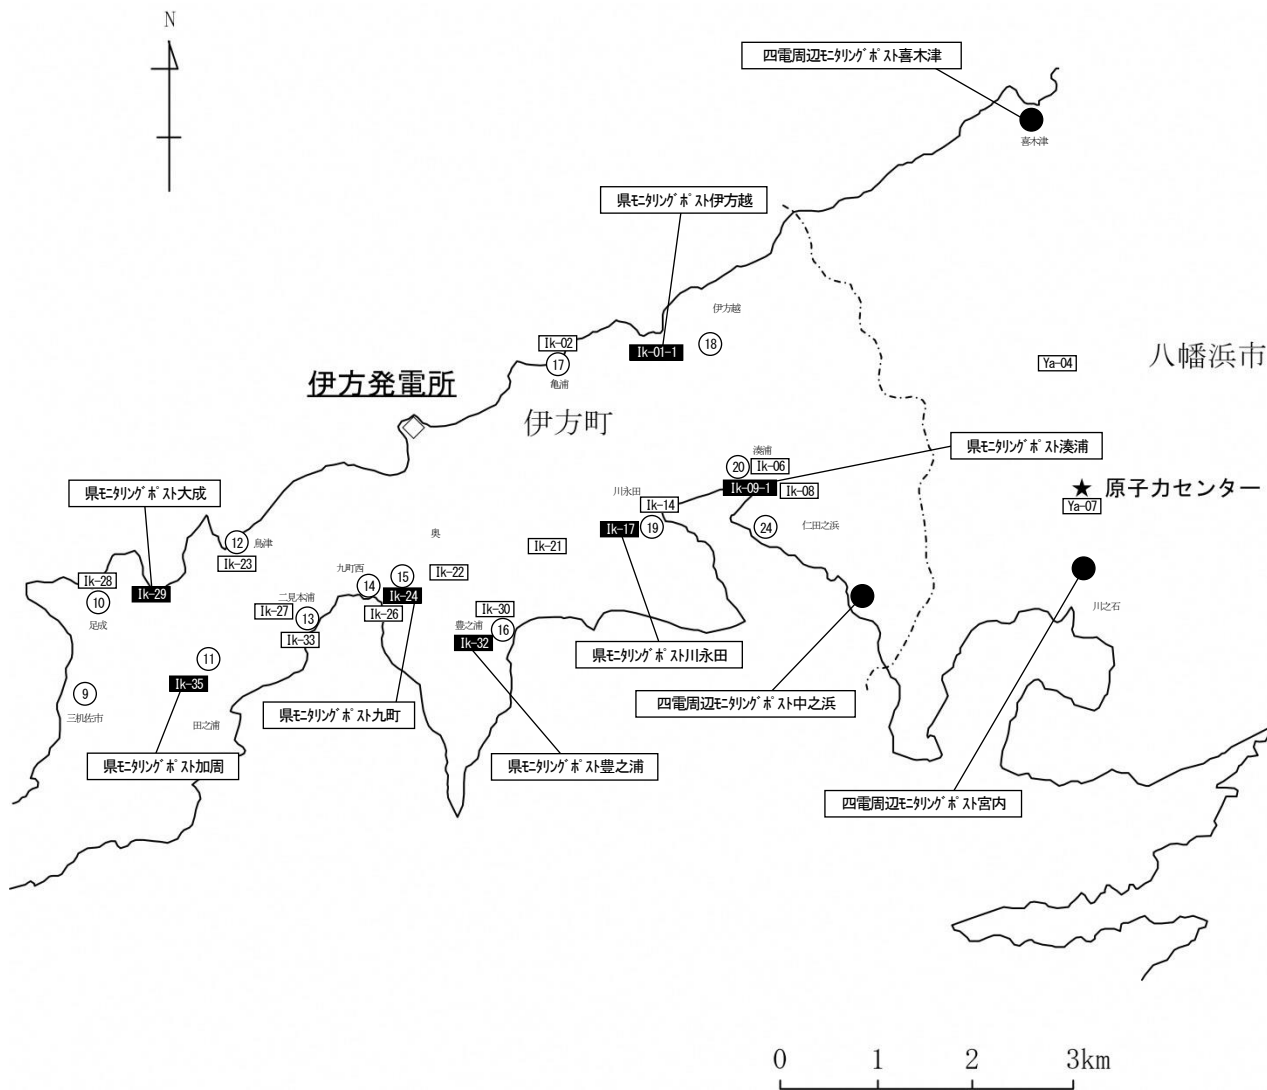 N
四電周辺モニタリングポスト喜木津
喜木津
県モニタリングポスト伊方越
伊方越
Ik-02
Ik-01-1
18
17
亀浦
Ya-04
八幡浜市
伊方発電所
伊方町
県モニタリングポスト湊浦
湊浦
20
Ik-06
県モニタリングポスト大成
川永田
Ik-09-1
Ik-08
★ 原子力センター
Ik-14
Ya-07
Ik-17
19
24
仁田之浜
12
鳥津
奥
Ik-21
Ik-23
九町西
15
Ik-22
Ik-28
14
Ik-29
Ik-24
10
二見本浦
Ik-27
Ik-26
Ik-30
川之石
足成
13
豊之浦
16
Ik-33
Ik-32
11
県モニタリングポスト川永田
Ik-35
9
四電周辺モニタリングポスト中之浜
三机佐市
田之浦
県モニタリングポスト九町
県モニタリングポスト加周
県モニタリングポスト豊之浦
四電周辺モニタリングポスト宮内
0 1 2 3km